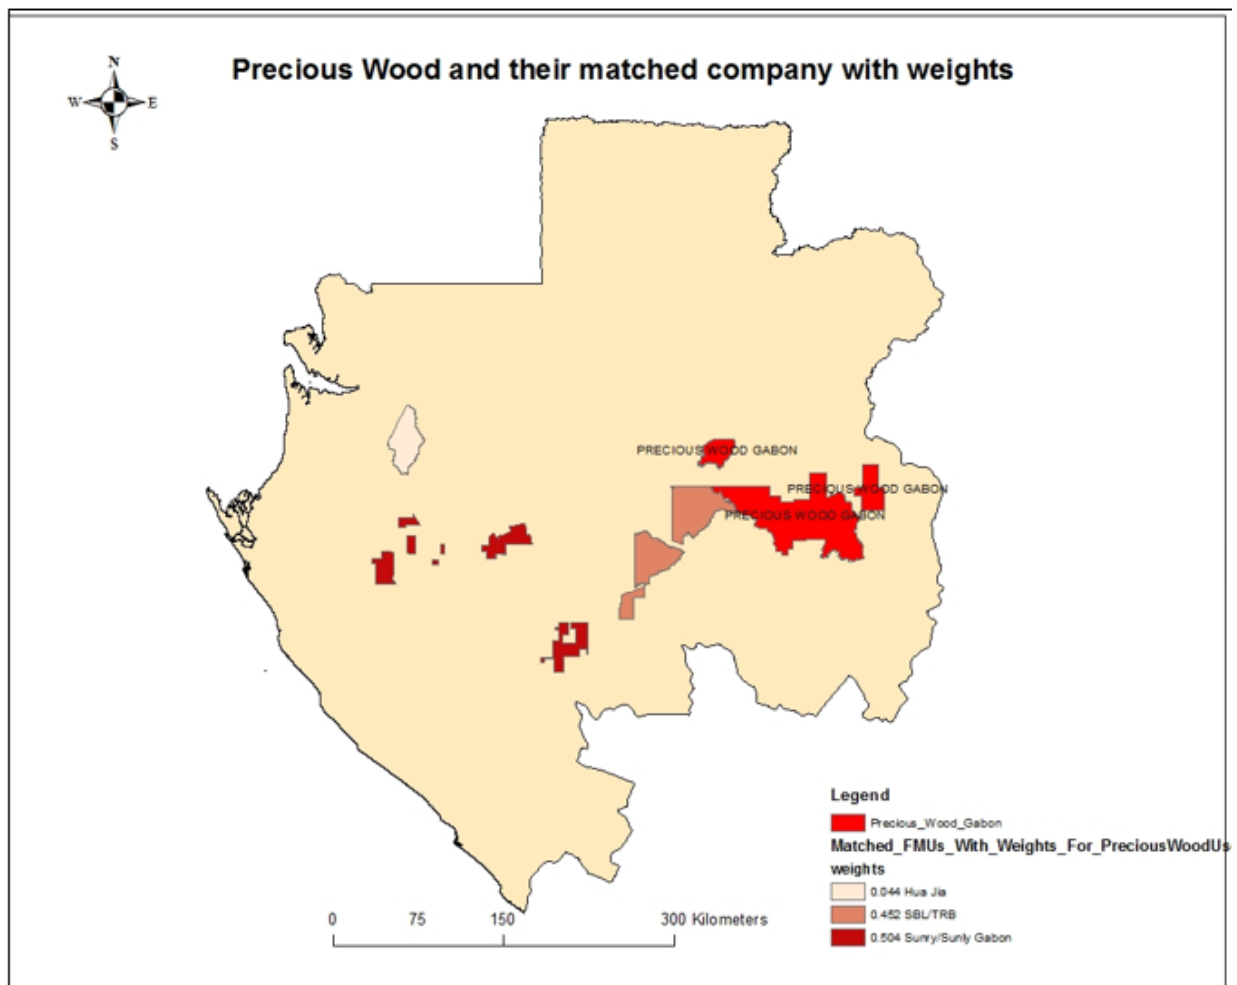 N
W E
S
Precious Wood and their matched company with weights
PRECIOUS WOOD GABON
PRECIOUS WOOD GABON
PRECIOUS WOOD GABON
Legend
Precious_Wood_Gabon
Matched_FMUs_With_Weights_For_PreciousWoodUs
weights
0.044 Hua Jia
0.452 SBL/TRB
0.504 Sunry/Sunly Gabon
0 75 150 300 Kilometers